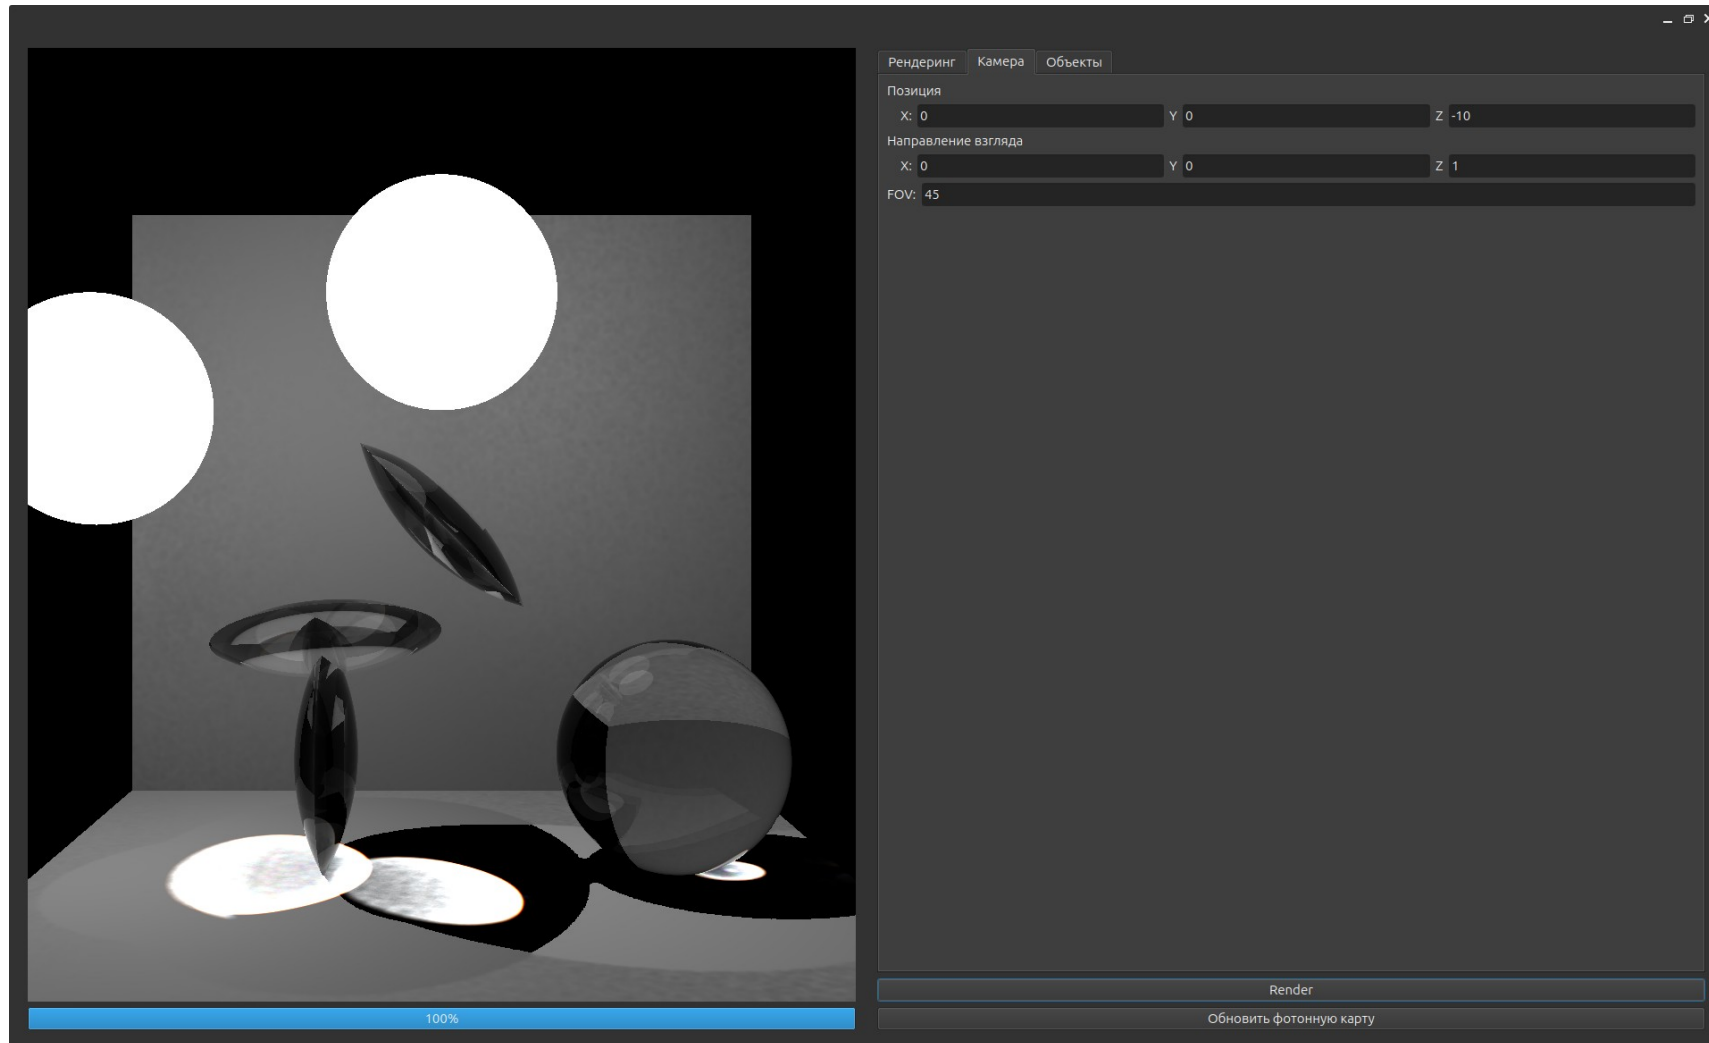 Рендеринг Камера Объекты
Позиция
X: 0 Y 0 Z -10
Направление взгляда
X: 0 Y 0 Z 1
FOV: 45
Render
100% Обновить фотонную карту